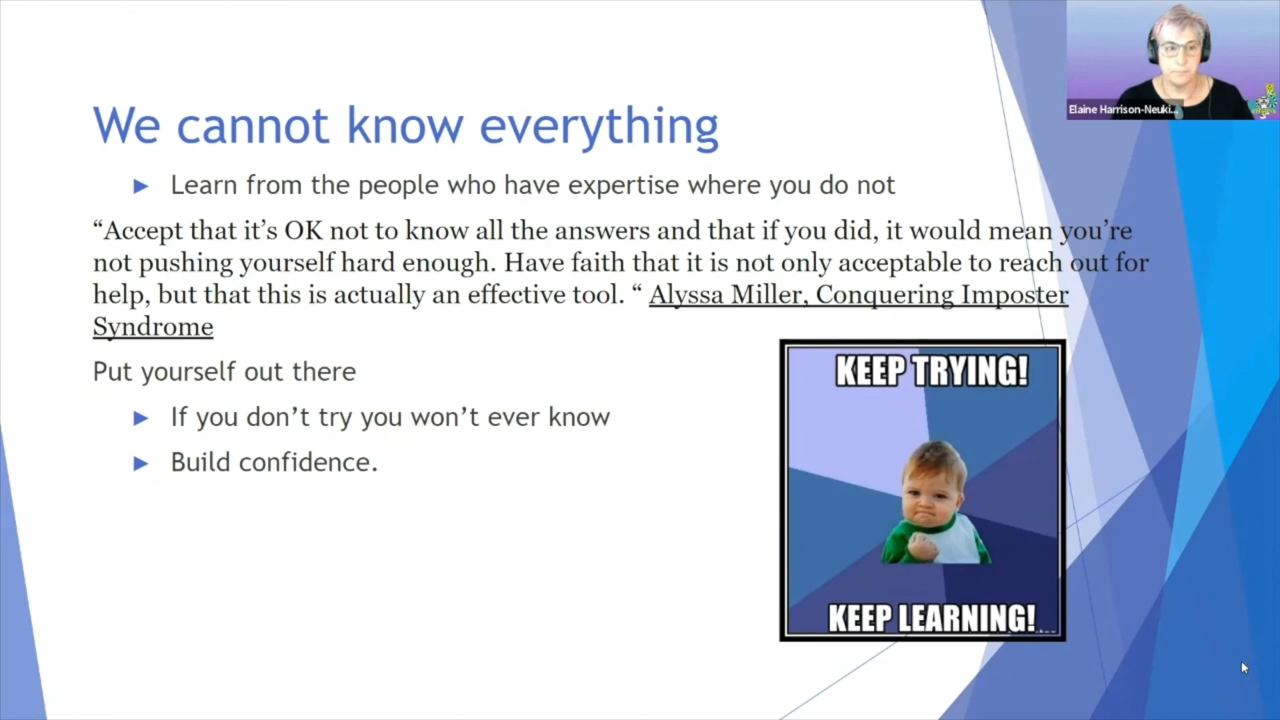 Elaine Harrison-Neuki...
We cannot know everything
Learn from the people who have expertise where you do not
“Accept that it’s OK not to know all the answers and that if you did, it would mean you’re
not pushing yourself hard enough. Have faith that it is not only acceptable to reach out for
help, but that this is actually an effective tool. “ Alyssa Miller, Conquering Imposter
Syndrome
Put yourself out there
If you don’t try you won’t ever know
Build confidence.
KEEP TRYING!
KEEP LEARNING!